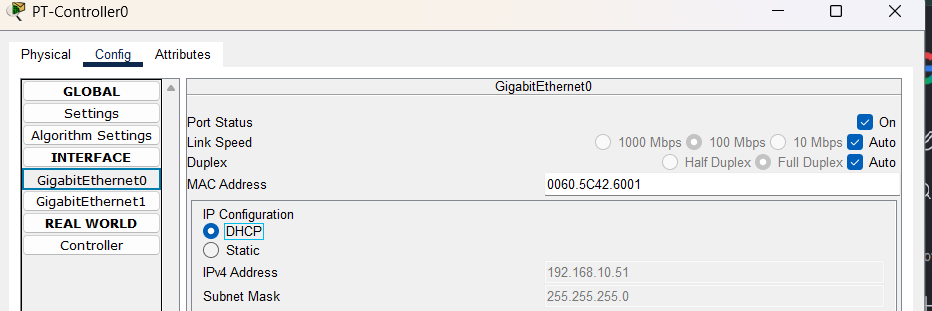 PT-Controller0
Physical Config Attributes
GLOBAL
Settings
Algorithm Settings
INTERFACE
GigabitEthernet0
GigabitEthernet1
REAL WORLD
Controller
GigabitEthernet0
Port Status On
Link Speed 1000 Mbps 100 Mbps 10 Mbps Auto
Duplex Half Duplex Full Duplex Auto
MAC Address 0060.5C42.6001
IP Configuration
DHCP
Static
IPv4 Address 192.168.10.51
Subnet Mask 255.255.255.0